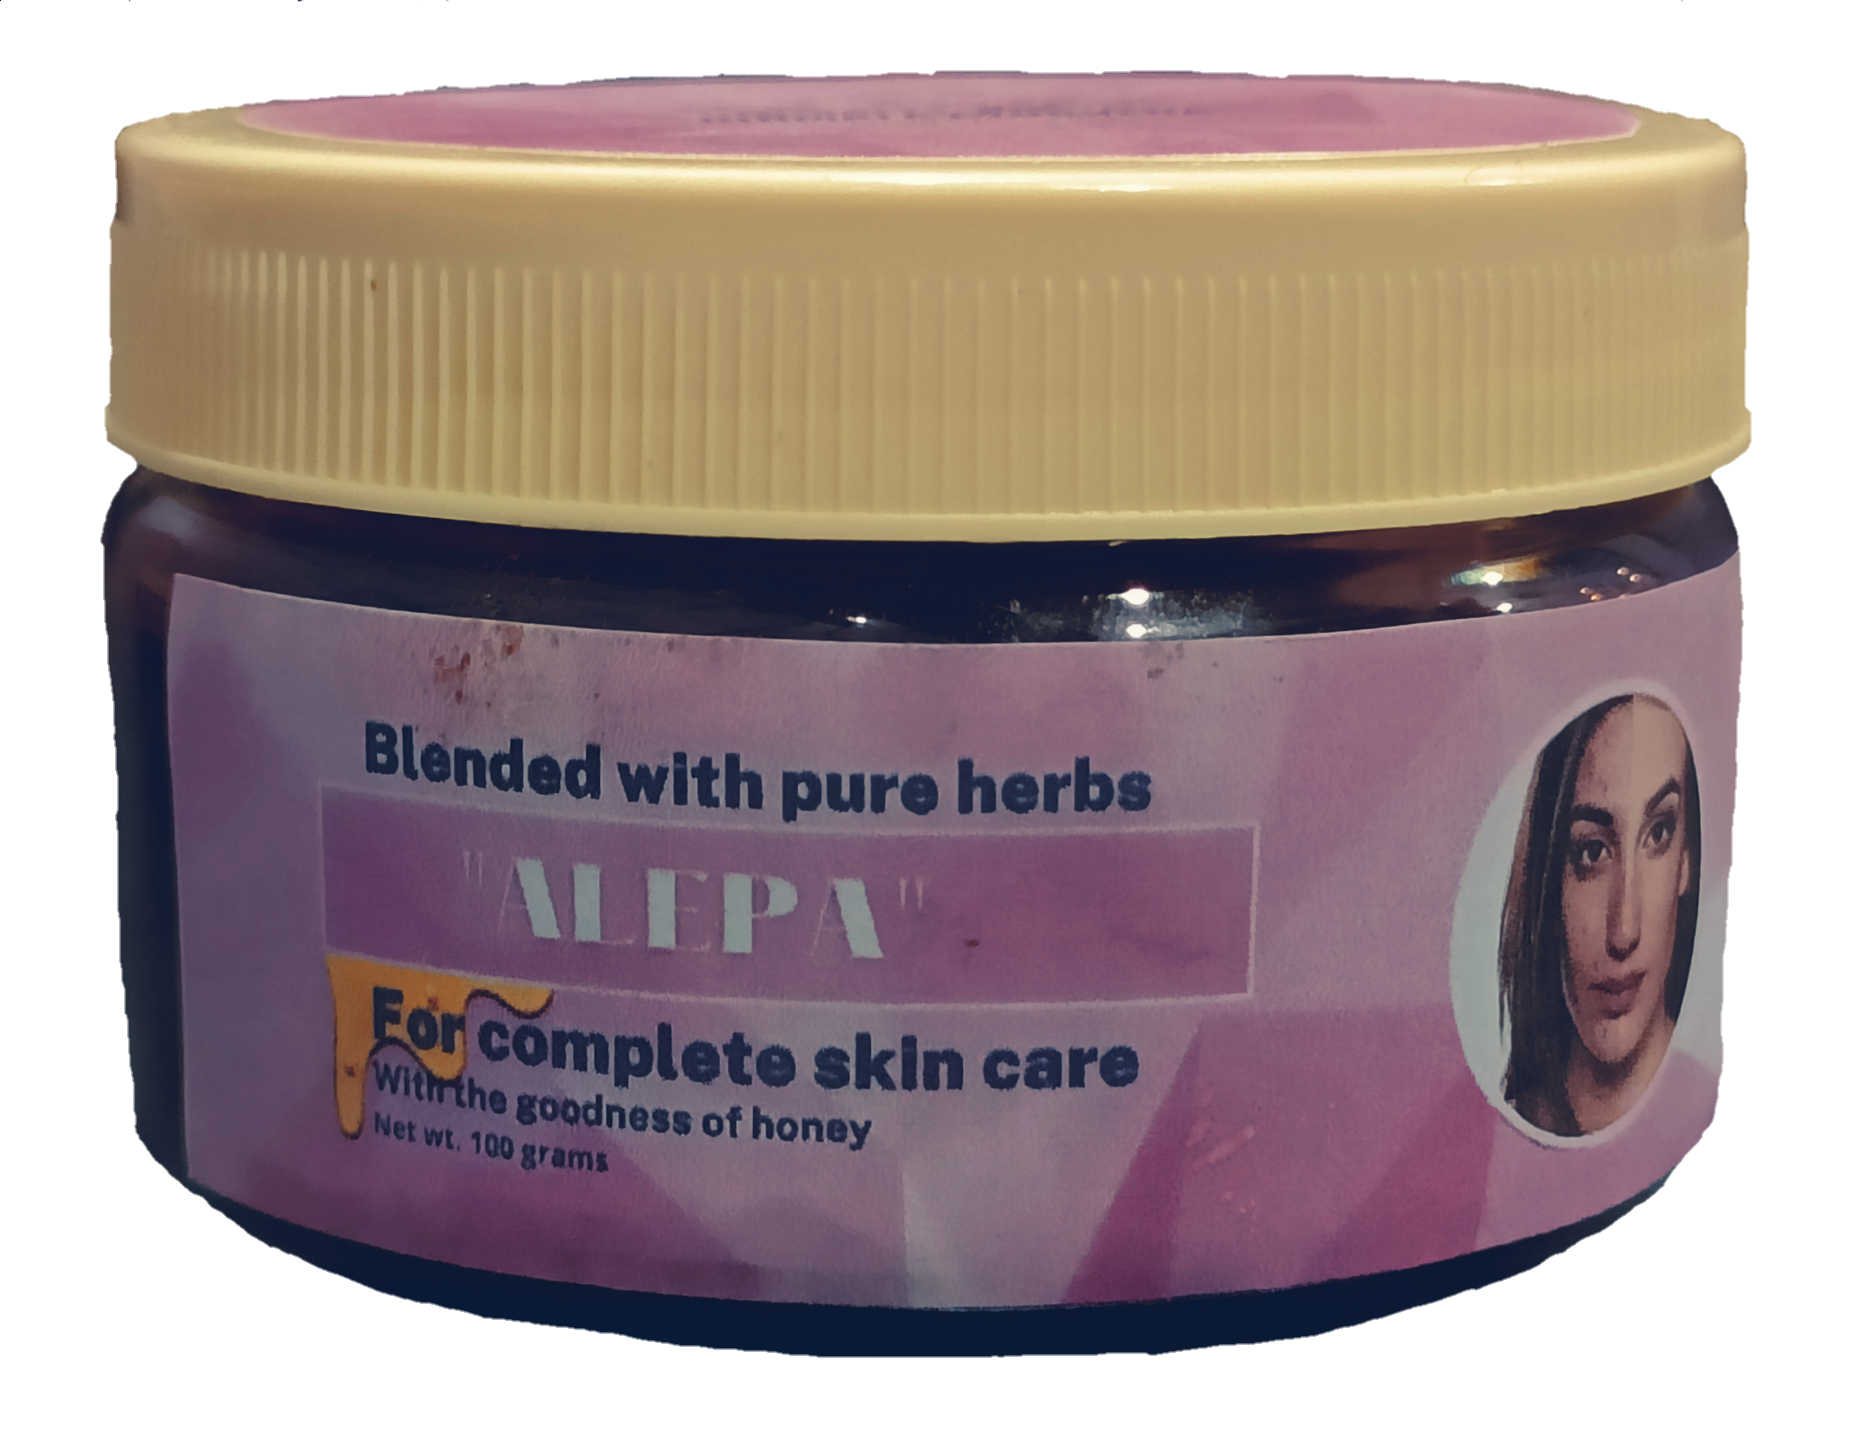 Blended with pure herbs
"ALEPA"
For complete skin care
With the goodness of honey
Net wt. 100 grams